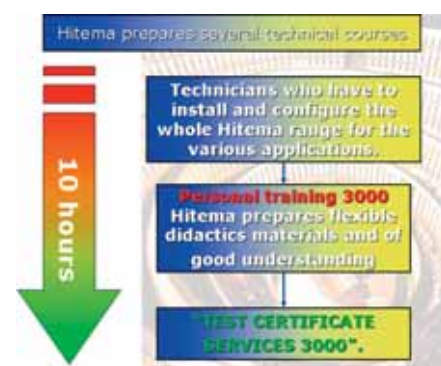 Hitema prepares several technical courses
10 hours
Technicians who have to
install and configure the
whole Hitema range for the
various applications.
Personal training 3000
Hitema prepares flexible
didactics materials and of
good understanding
"TEST CERTIFICATE
SERVICES 3000".